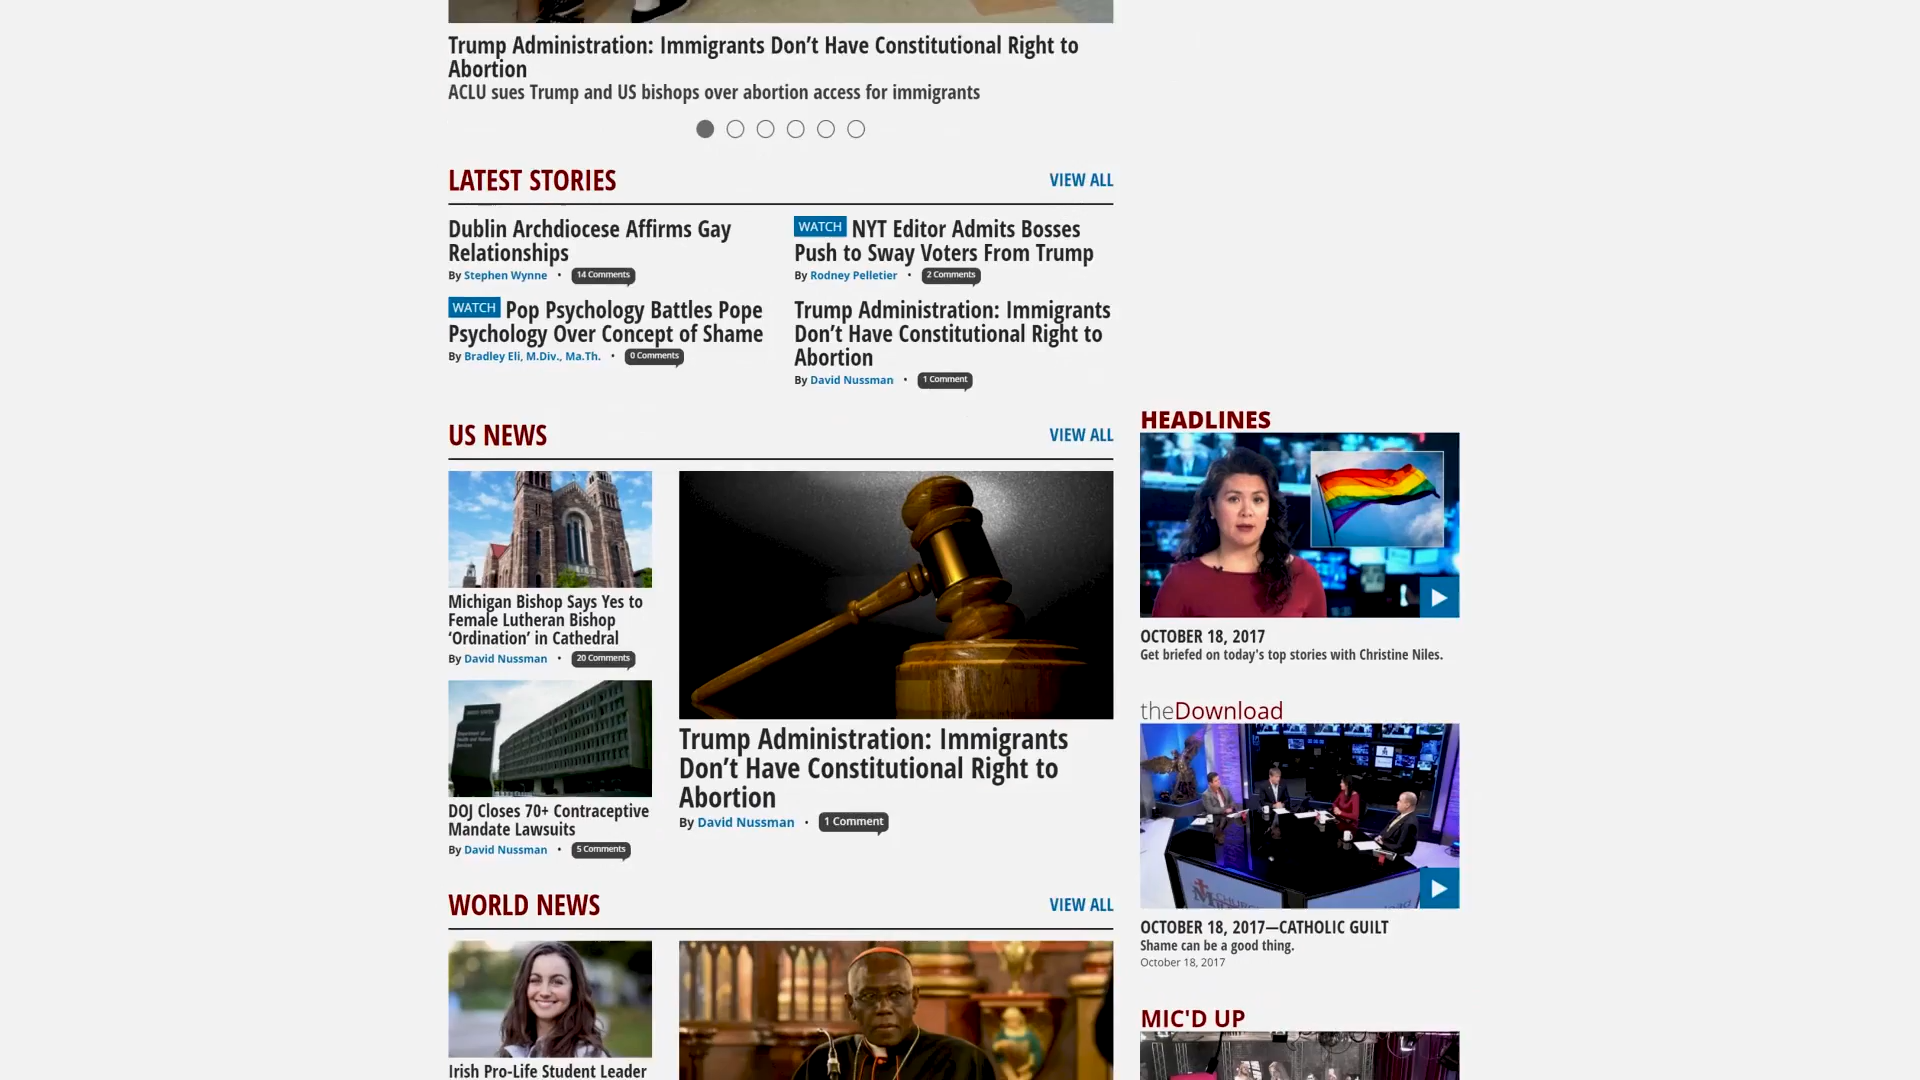 Trump Administration: Immigrants Don’t Have Constitutional Right to
Abortion
ACLU sues Trump and US bishops over abortion access for immigrants
LATEST STORIES
VIEW ALL
Dublin Archdiocese Affirms Gay
Relationships
By Stephen Wynne • 14 Comments
WATCH NYT Editor Admits Bosses
Push to Sway Voters From Trump
By Rodney Pelletier • 2 Comments
WATCH Pop Psychology Battles Pope
Psychology Over Concept of Shame
By Bradley Eli, M.Div., Ma.Th. • 0 Comments
Trump Administration: Immigrants
Don’t Have Constitutional Right to
Abortion
By David Nussman • 1 Comment
US NEWS
VIEW ALL
Michigan Bishop Says Yes to
Female Lutheran Bishop
‘Ordination’ in Cathedral
By David Nussman • 20 Comments
DOJ Closes 70+ Contraceptive
Mandate Lawsuits
By David Nussman • 5 Comments
Trump Administration: Immigrants
Don’t Have Constitutional Right to
Abortion
By David Nussman • 1 Comment
WORLD NEWS
VIEW ALL
Irish Pro-Life Student Leader
HEADLINES
OCTOBER 18, 2017
Get briefed on today's top stories with Christine Niles.
theDownload
OCTOBER 18, 2017—CATHOLIC GUILT
Shame can be a good thing.
October 18, 2017
MIC'D UP